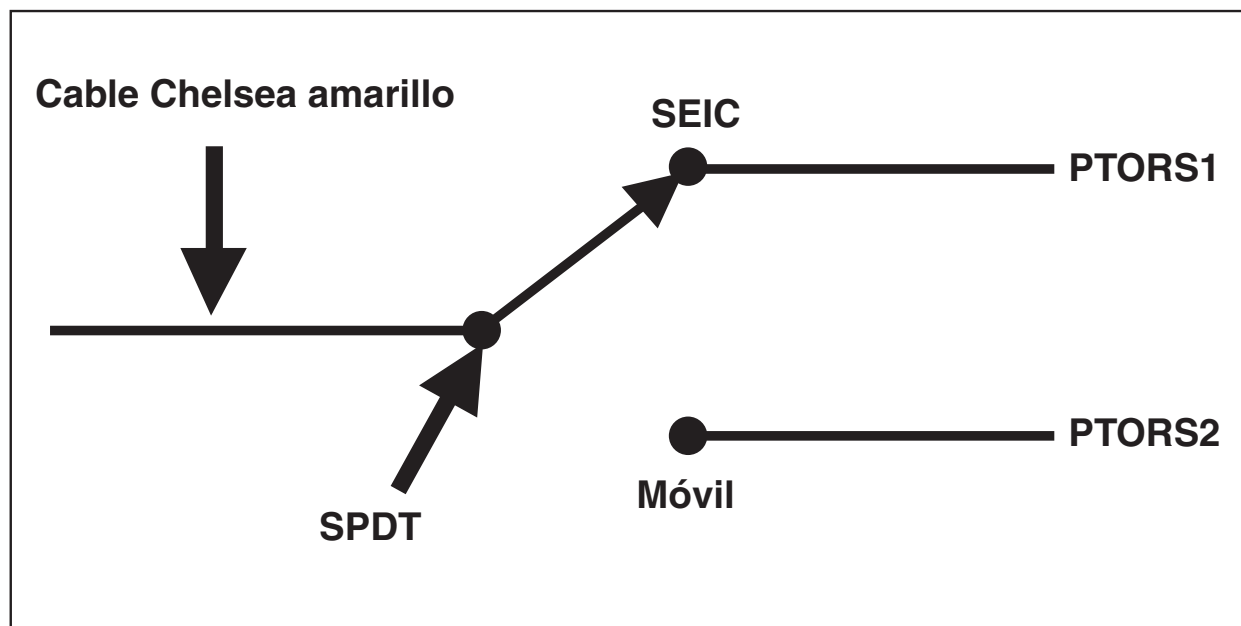 Cable Chelsea amarillo
SEIC
PTORS1
PTORS2
Móvil
SPDT